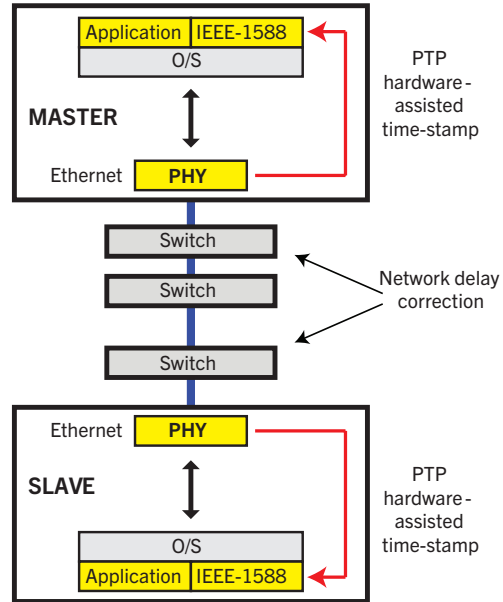 Application IEEE-1588
O/S
MASTER
Ethernet PHY
PTP
hardware-
assisted
time-stamp
Switch
Switch
Switch
Network delay
correction
Ethernet PHY
SLAVE
O/S
Application IEEE-1588
PTP
hardware-
assisted
time-stamp